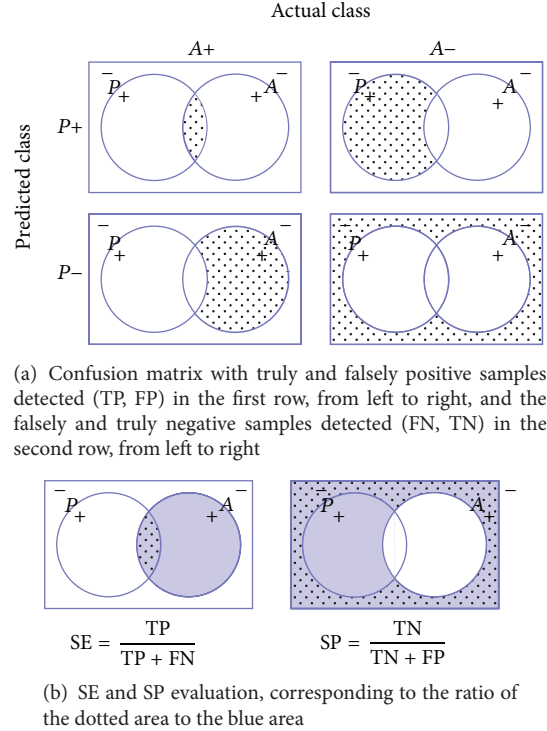 Actual class
A+ A−
Predicted class
P+
− P + A − +
− P + A − +
P−
− P + A − +
− P + A − +
(a) Confusion matrix with truly and falsely positive samples
detected (TP, FP) in the first row, from left to right, and the
falsely and truly negative samples detected (FN, TN) in the
second row, from left to right
− P + A − +
− P + A + −
SE = TP / TP + FN
SP = TN / TN + FP
(b) SE and SP evaluation, corresponding to the ratio of
the dotted area to the blue area